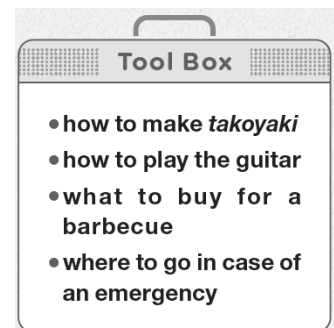 Tool Box
●how to make takoyaki
●how to play the guitar
●what to buy for a
barbecue
●where to go in case of
an emergency